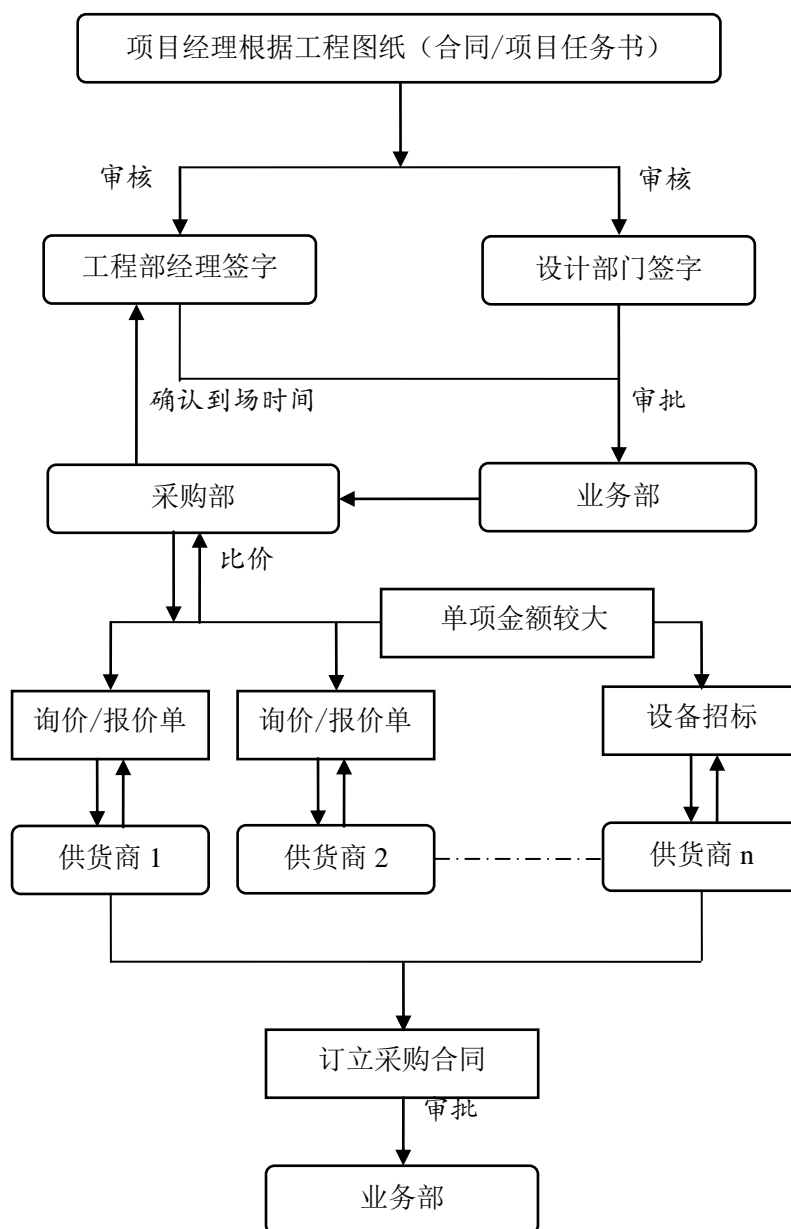 项目经理根据工程图纸（合同/项目任务书）
审核
审核
工程部经理签字
设计部门签字
确认到场时间
审批
采购部
业务部
比价
单项金额较大
询价/报价单
询价/报价单
设备招标
供货商 1
供货商 2
供货商 n
订立采购合同
审批
业务部